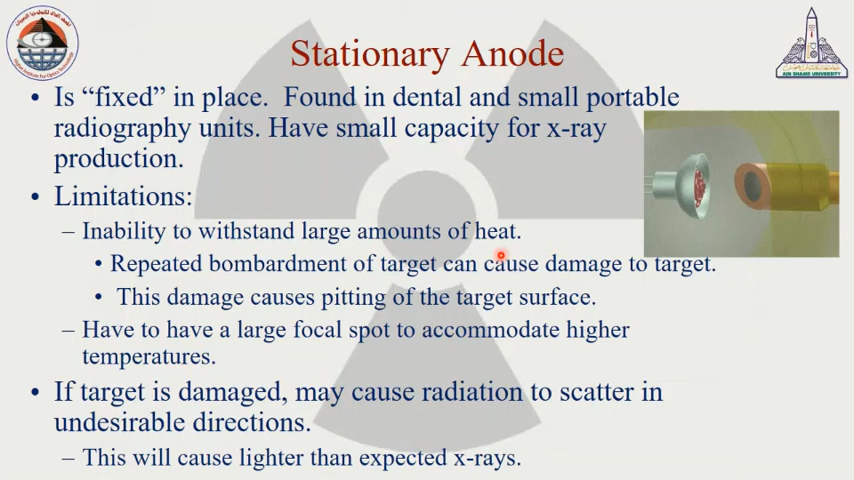 Stationary Anode
• Is “fixed” in place.  Found in dental and small portable
radiography units. Have small capacity for x-ray
production.
• Limitations:
– Inability to withstand large amounts of heat.
• Repeated bombardment of target can cause damage to target.
• This damage causes pitting of the target surface.
– Have to have a large focal spot to accommodate higher
temperatures.
• If target is damaged, may cause radiation to scatter in
undesirable directions.
– This will cause lighter than expected x-rays.
AIN SHAMS UNIVERSITY